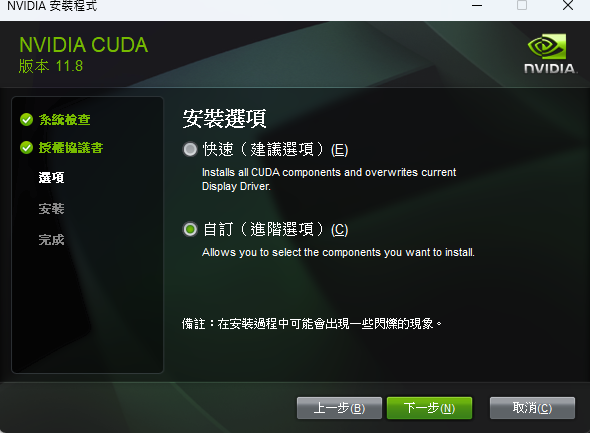 NVIDIA 安裝程式
NVIDIA CUDA
版本 11.8
NVIDIA.
系統檢查
授權協議書
選項
安裝
完成
安裝選項
快速（建議選項）(E)
Installs all CUDA components and overwrites current
Display Driver.
自訂（進階選項）(C)
Allows you to select the components you want to install.
備註：在安裝過程中可能會出現一些閃爍的現象。
上一步(B)
下一步(N)
取消(C)